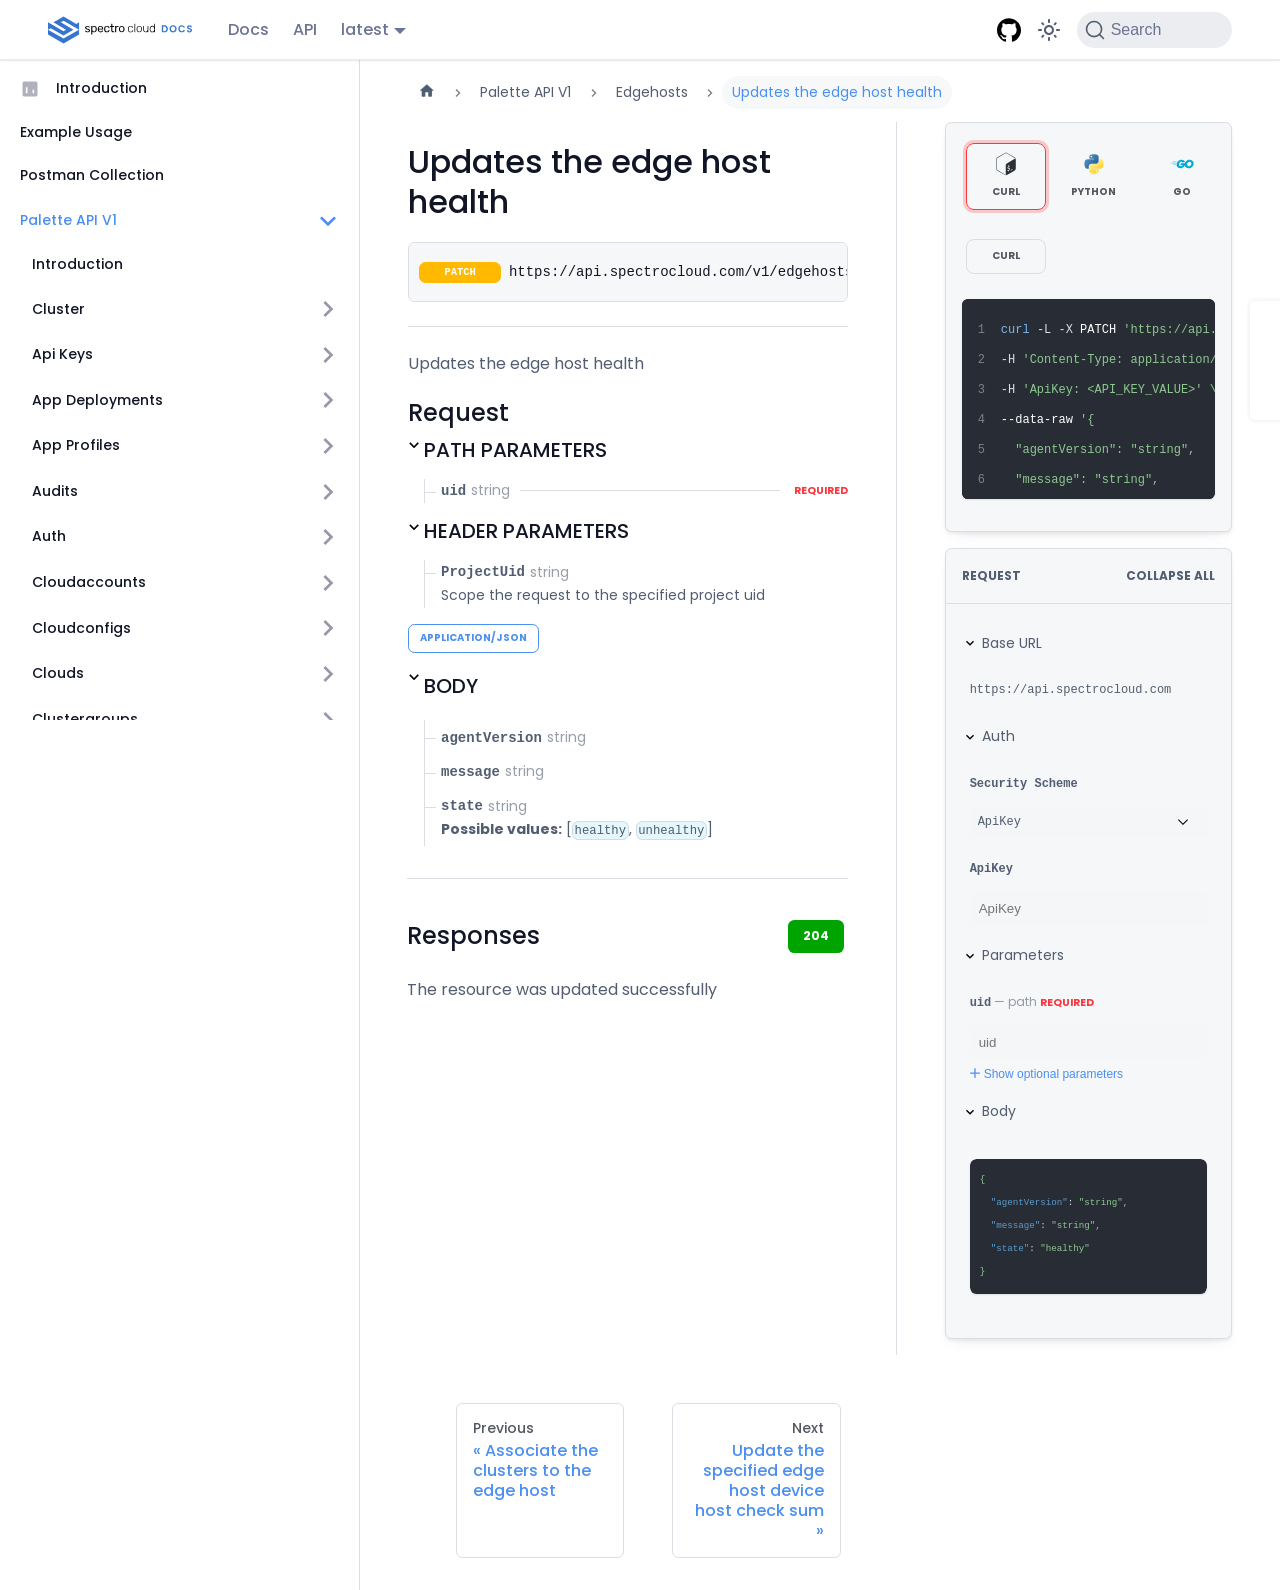 spectro cloud DOCS
Docs
API
latest
Search
Introduction
Example Usage
Postman Collection
Palette API V1
Introduction
Cluster
Api Keys
App Deployments
App Profiles
Audits
Auth
Cloudaccounts
Cloudconfigs
Clouds
Clustergroups
Palette API V1
Edgehosts
Updates the edge host health
Updates the edge host
health
PATCH https://api.spectrocloud.com/v1/edgehosts
Updates the edge host health
Request
PATH PARAMETERS
uid string REQUIRED
HEADER PARAMETERS
ProjectUid string
Scope the request to the specified project uid
APPLICATION/JSON
BODY
agentVersion string
message string
state string
Possible values: [healthy, unhealthy]
Responses
204
The resource was updated successfully
CURL
PYTHON
GO
CURL
1 curl -L -X PATCH 'https://api.
2 -H 'Content-Type: application/
3 -H 'ApiKey: <API_KEY_VALUE>' \
4 --data-raw '{
5 "agentVersion": "string",
6 "message": "string",
REQUEST
COLLAPSE ALL
Base URL
https://api.spectrocloud.com
Auth
Security Scheme
ApiKey
ApiKey
ApiKey
Parameters
uid — path REQUIRED
uid
Show optional parameters
Body
{
"agentVersion": "string",
"message": "string",
"state": "healthy"
}
Previous
« Associate the
clusters to the
edge host
Next
Update the
specified edge
host device
host check sum
»